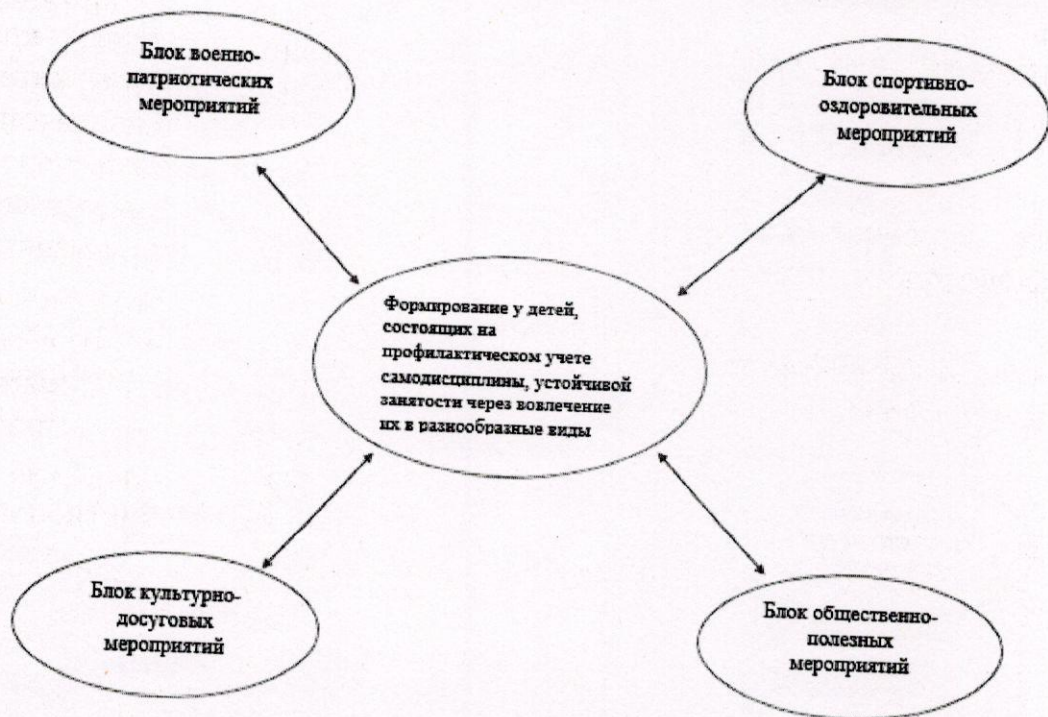 Блок военно-
патриотических
мероприятий
Блок спортивно-
оздоровительных
мероприятий
Формирование у детей,
состоящих на
профилактическом учете
самодисциплины, устойчивой
занятости через вовлечение
их в разнообразные виды
Блок культурно-
досуговых
мероприятий
Блок общественно-
полезных
мероприятий